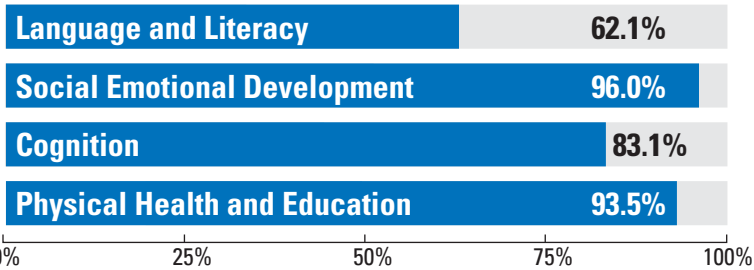 Language and Literacy 62.1%
Social Emotional Development 96.0%
Cognition 83.1%
Physical Health and Education 93.5%
0% 25% 50% 75% 100%